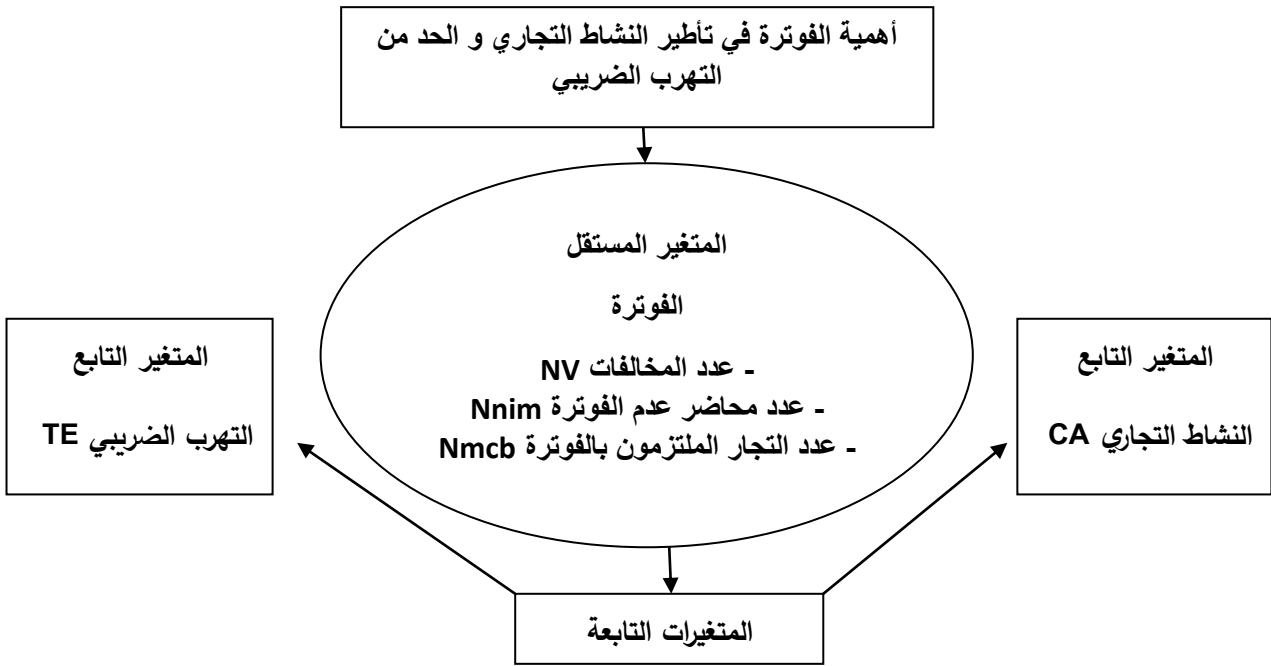 أهمية الفوترة في تأطير النشاط التجاري و الحد من
التهرب الضريبي
المتغير المستقل
الفوترة
- عدد المخالفات NV
- عدد محاضر عدم الفوترة Nnim
- عدد التجار الملتزمون بالفوترة Nmcb
المتغير التابع
النشاط التجاري CA
المتغير التابع
التهرب الضريبي TE
المتغيرات التابعة